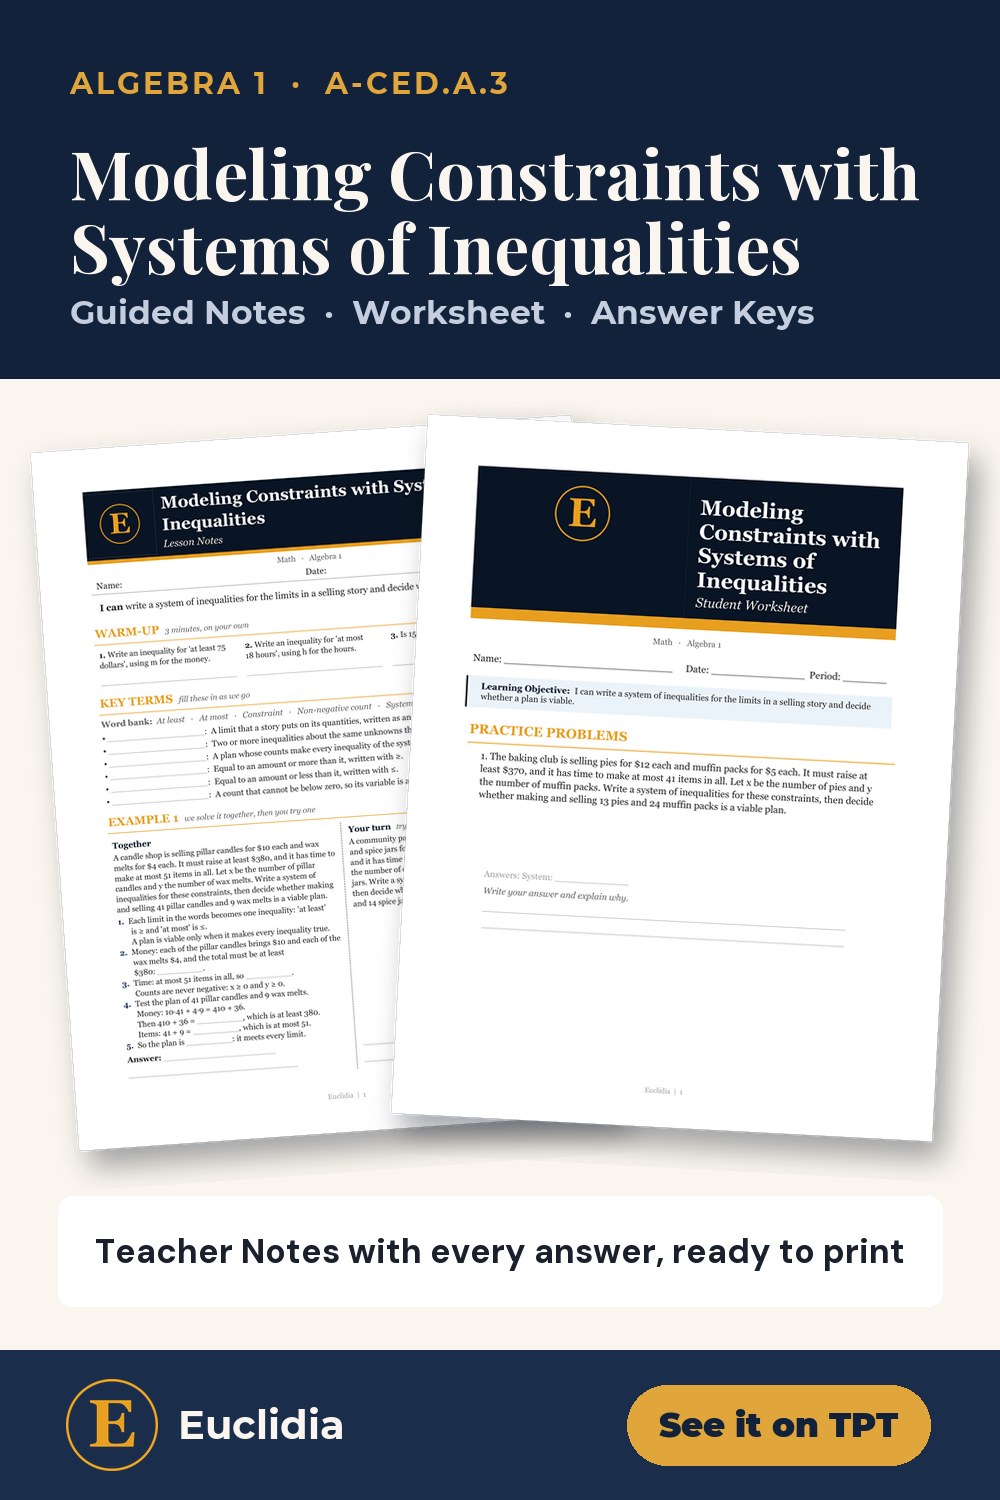 ALGEBRA 1 · A-CED.A.3
Modeling Constraints with
Systems of Inequalities
Guided Notes · Worksheet · Answer Keys
E
Modeling Constraints with Syst
Inequalities
Lesson Notes
Math · Algebra 1
Name:
Date:
I can write a system of inequalities for the limits in a selling story and decide
WARM-UP 3 minutes, on your own
1. Write an inequality for 'at least 75
dollars', using m for the money.
2. Write an inequality for 'at most
18 hours', using h for the hours.
3. Is 15
KEY TERMS fill these in as we go
Word bank: At least · At most · Constraint · Non-negative count · System
• ____________________: A limit that a story puts on its quantities, written as an
• ____________________: Two or more inequalities about the same unknowns
• ____________________: A plan whose counts make every inequality of the
• ____________________: Equal to an amount or more than it, written with ≥.
• ____________________: Equal to an amount or less than it, written with ≤.
• ____________________: A count that cannot be below zero, so its variable is
EXAMPLE 1 we solve it together, then you try one
Together
A candle shop is selling pillar candles for $10 each and wax
melts for $4 each. It must raise at least $380, and it has time to
make at most 51 items in all. Let x be the number of pillar
candles and y the number of wax melts. Write a system of
inequalities for these constraints, then decide whether making
and selling 41 pillar candles and 9 wax melts is a viable plan.
1. Each limit in the words becomes one inequality: 'at least'
is ≥ and 'at most' is ≤.
A plan is viable only when it makes every inequality true.
2. Money: each of the pillar candles brings $10 and each of the
wax melts $4, and the total must be at least
$380: __________.
3. Time: at most 51 items in all, so __________.
Counts are never negative: x ≥ 0 and y ≥ 0.
4. Test the plan of 41 pillar candles and 9 wax melts.
Money: 10·41 + 4·9 = 410 + 36.
Then 410 + 36 = __________, which is at least 380.
Items: 41 + 9 = __________, which is at most 51.
5. So the plan is __________: it meets every limit.
Answer: ____________________
Your turn
A community
and spice jars
and it has time
the number of
jars. Write a
then decide
and 14 spice
Euclidia | 1
E
Modeling
Constraints with
Systems of
Inequalities
Student Worksheet
Math · Algebra 1
Name: ____________________ Date: ____________________ Period: __________
Learning Objective: I can write a system of inequalities for the limits in a selling story and decide
whether a plan is viable.
PRACTICE PROBLEMS
1. The baking club is selling pies for $12 each and muffin packs for $5 each. It must raise at
least $370, and it has time to make at most 41 items in all. Let x be the number of pies and y
the number of muffin packs. Write a system of inequalities for these constraints, then decide
whether making and selling 13 pies and 24 muffin packs is a viable plan.
Answers: System: ____________________
Write your answer and explain why.
Euclidia | 1
Teacher Notes with every answer, ready to print
E
Euclidia
See it on TPT